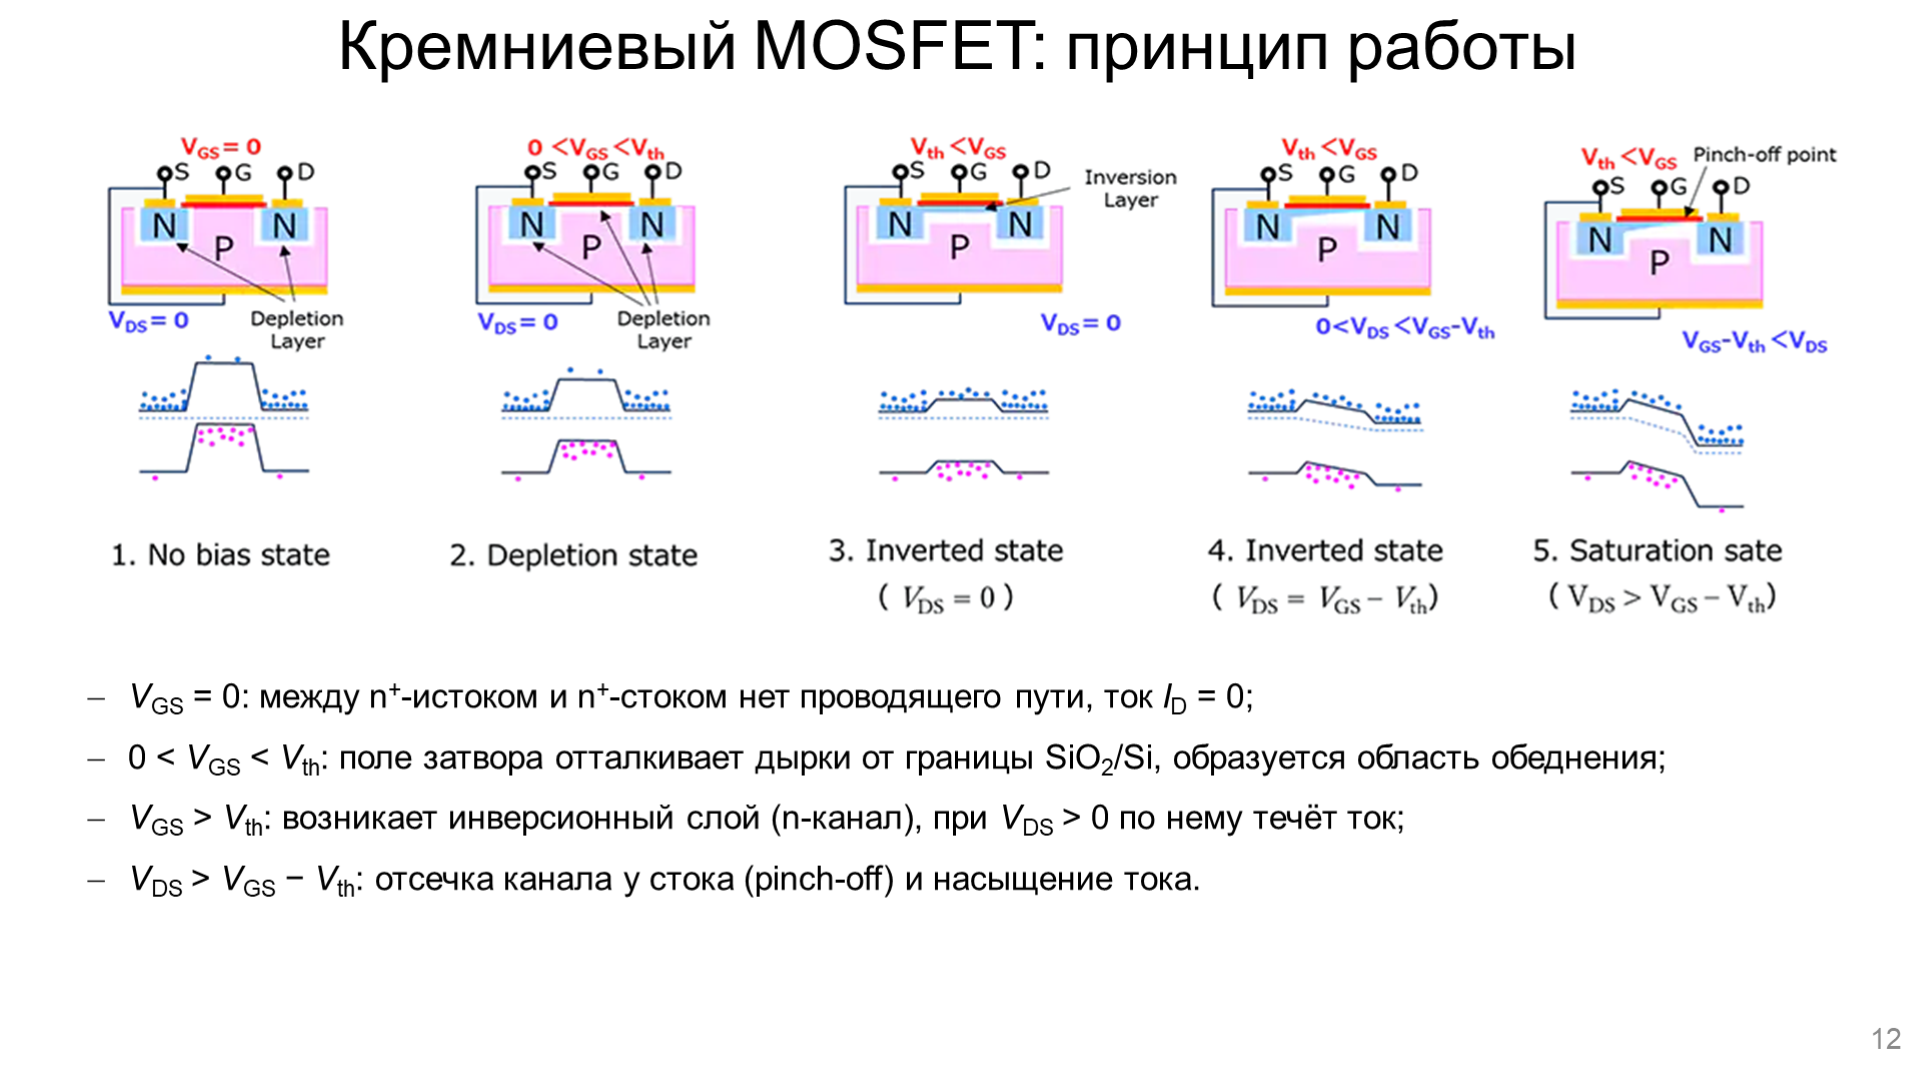 Кремниевый MOSFET: принцип работы
VGS = 0
S G D
N N
P
VDS = 0
Depletion
Layer
1. No bias state
0 <VGS <Vth
S G D
N N
P
VDS = 0
Depletion
Layer
2. Depletion state
Vth <VGS
S G D
Inversion
Layer
N N
P
VDS = 0
3. Inverted state
( VDS = 0 )
Vth <VGS
S G D
N N
P
0<VDS <VGS-Vth
4. Inverted state
( VDS = VGS – Vth)
Vth <VGS Pinch-off point
S G D
N N
P
VGS-Vth <VDS
5. Saturation sate
( VDS > VGS – Vth)
– VGS = 0: между n⁺-истоком и n⁺-стоком нет проводящего пути, ток ID = 0;
– 0 < VGS < Vth: поле затвора отталкивает дырки от границы SiO₂/Si, образуется область обеднения;
– VGS > Vth: возникает инверсионный слой (n-канал), при VDS > 0 по нему течёт ток;
– VDS > VGS − Vth: отсечка канала у стока (pinch-off) и насыщение тока.
12